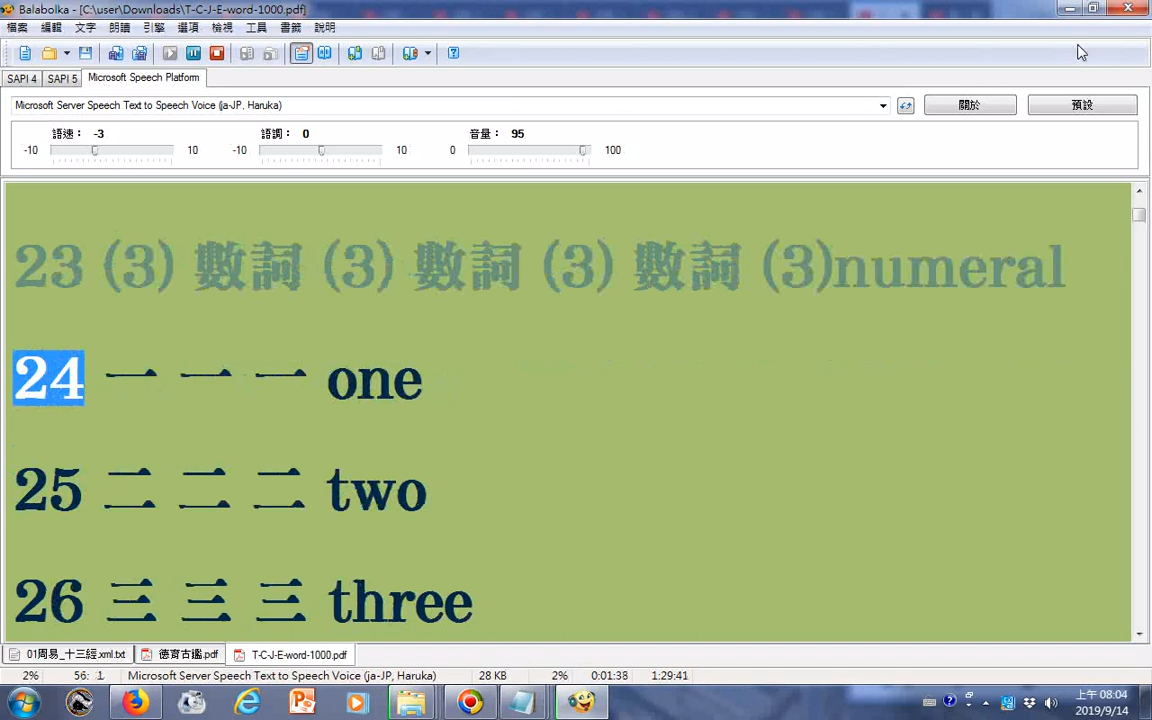 Balabolka - [C:\user\Downloads\T-C-J-E-word-1000.pdf]
檔案 編輯 文字 朗讀 引擎 選項 檢視 工具 書籤 說明
SAPI 4 SAPI 5 Microsoft Speech Platform
Microsoft Server Speech Text to Speech Voice (ja-JP, Haruka) 關於 預設
語速： -3 語調： 0 音量： 95
-10 10 -10 10 0 100
23 (3) 數詞 (3) 數詞 (3) 數詞 (3)numeral
24 一 一 一 one
25 二 二 二 two
26 三 三 三 three
01周易_十三經.xml.txt 德育古鑑.pdf T-C-J-E-word-1000.pdf
2% 56: 1 Microsoft Server Speech Text to Speech Voice (ja-JP, Haruka) 28 KB 2% 0:01:38 1:29:41
上午 08:04
2019/9/14